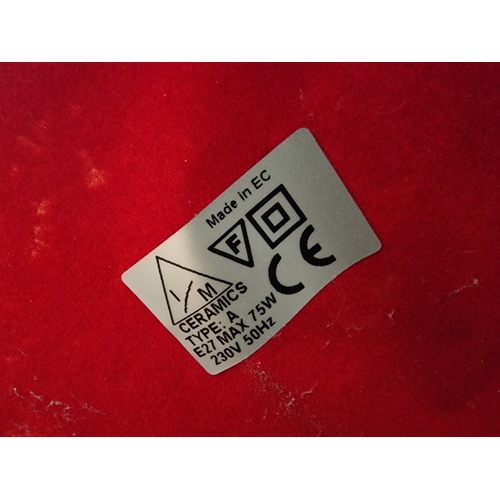 Made in EC
F
M
CERAMICS
TYPE: A
E27 MAX 75W
230V 50Hz
CE